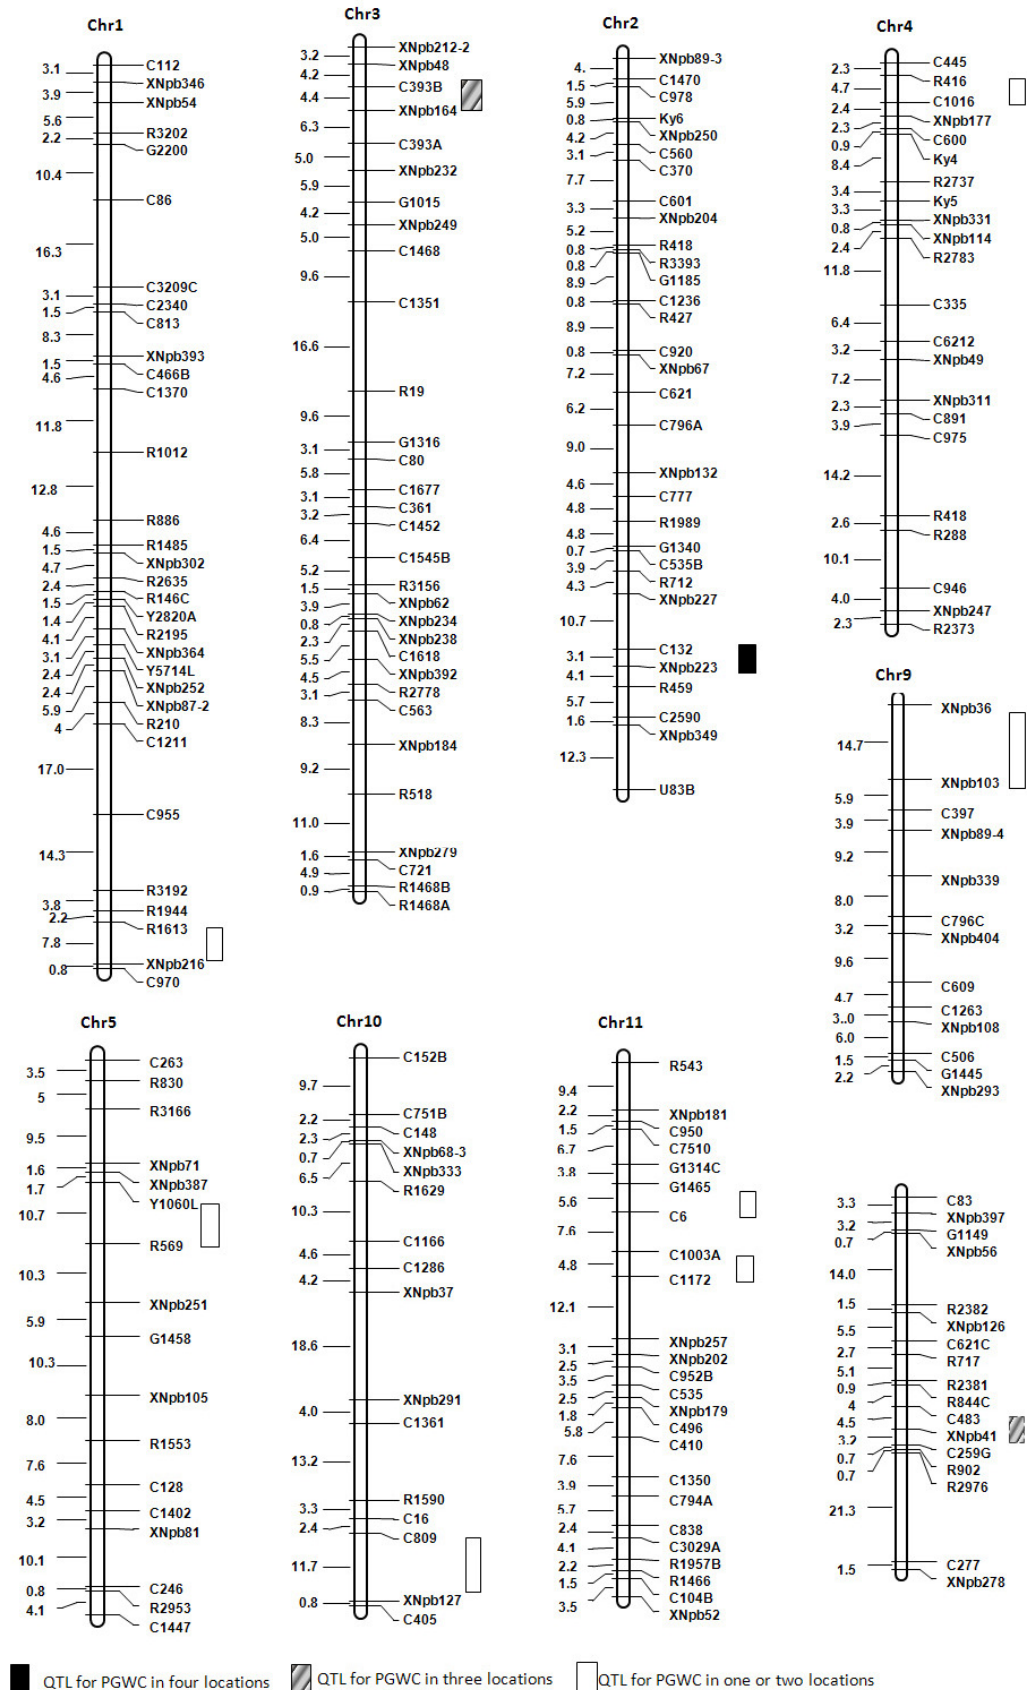 Chr1
3.1
3.9
5.6
2.2
10.4
16.3
3.1
1.5
8.3
1.5
4.6
11.8
12.8
4.6
1.5
4.7
2.4
1.5
1.4
4.1
3.1
2.4
2.4
5.9
4
17.0
14.3
3.8
2.2
7.8
0.8
C112
XNpb346
XNpb54
R3202
G2200
C86
C3209C
C2340
C813
XNpb393
C466B
C1370
R1012
R886
R1485
XNpb302
R2635
R146C
Y2820A
R2195
XNpb364
Y5714L
XNpb252
XNpb87-2
R210
C1211
C955
R3192
R1944
R1613
XNpb216
C970
Chr3
3.2
4.2
4.4
6.3
5.0
5.9
4.2
5.0
9.6
16.6
9.6
3.1
5.8
3.1
3.2
6.4
5.2
1.5
3.9
0.8
2.3
5.5
4.5
3.1
8.3
9.2
11.0
1.6
4.9
0.9
XNpb212-2
XNpb48
C393B
XNpb164
C393A
XNpb232
G1015
XNpb249
C1468
C1351
R19
G1316
C80
C1677
C361
C1452
C1545B
R3156
XNpb62
XNpb234
XNpb238
C1618
XNpb392
R2778
C563
XNpb184
R518
XNpb279
C721
R1468B
R1468A
Chr2
4.
1.5
5.9
0.8
4.2
3.1
7.7
3.3
5.2
0.8
0.8
8.9
0.8
8.9
0.8
7.2
6.2
9.0
4.6
4.8
4.8
0.7
3.9
4.3
10.7
3.1
4.1
5.7
1.6
12.3
XNpb89-3
C1470
C978
Ky6
XNpb250
C560
C370
C601
XNpb204
R418
R3393
G1185
C1236
R427
C920
XNpb67
C621
C796A
XNpb132
C777
R1989
G1340
C535B
R712
XNpb227
C132
XNpb223
R459
C2590
XNpb349
U83B
Chr4
2.3
4.7
2.4
2.3
0.9
8.4
3.4
3.3
0.8
2.4
11.8
6.4
3.2
7.2
2.3
3.9
14.2
2.6
10.1
4.0
2.3
C445
R416
C1016
XNpb177
C600
Ky4
R2737
Ky5
XNpb331
XNpb114
R2783
C335
C6212
XNpb49
XNpb311
C891
C975
R418
R288
C946
XNpb247
R2373
Chr9
14.7
5.9
3.9
9.2
8.0
3.2
9.6
4.7
3..0
6.0
1.5
2.2
XNpb36
XNpb103
C397
XNpb89-4
XNpb339
C796C
XNpb404
C609
C1263
XNpb108
C506
G1445
XNpb293
Chr5
3.5
5
9.5
1.6
1.7
10.7
10.3
5.9
10.3
8.0
7.6
4.5
3.2
10.1
0.8
4.1
C263
R830
R3166
XNpb71
XNpb387
Y1060L
R569
XNpb251
G1458
XNpb105
R1553
C128
C1402
XNpb81
C246
R2953
C1447
Chr10
9.7
2.2
2.3
0.7
6.5
10.3
4.6
4.2
18.6
4.0
13.2
3.3
2.4
11.7
0.8
C152B
C751B
C148
XNpb68-3
XNpb333
R1629
C1166
C1286
XNpb37
XNpb291
C1361
R1590
C16
C809
XNpb127
C405
Chr11
9.4
2.2
1.5
6.7
3.8
5.6
7.6
4.8
12.1
3.1
2.5
3.5
2.5
1.8
5.8
7.6
3.9
5.7
2.4
4.1
2.2
1.5
3.5
R543
XNpb181
C950
C7510
G1314C
G1465
C6
C1003A
C1172
XNpb257
XNpb202
C952B
C535
XNpb179
C496
C410
C1350
C794A
C838
C3029A
R1957B
R1466
C104B
XNpb52
3.3
3.2
0.7
14.0
1.5
5.5
2.7
5.1
0.9
4
4.5
3.2
0.7
0.7
21.3
1.5
C83
XNpb397
G1149
XNpb56
R2382
XNpb126
C621C
R717
R2381
R844C
C483
XNpb41
C259G
R902
R2976
C277
XNpb278
QTL for PGWC in four locations
QTL for PGWC in three locations
QTL for PGWC in one or two locations